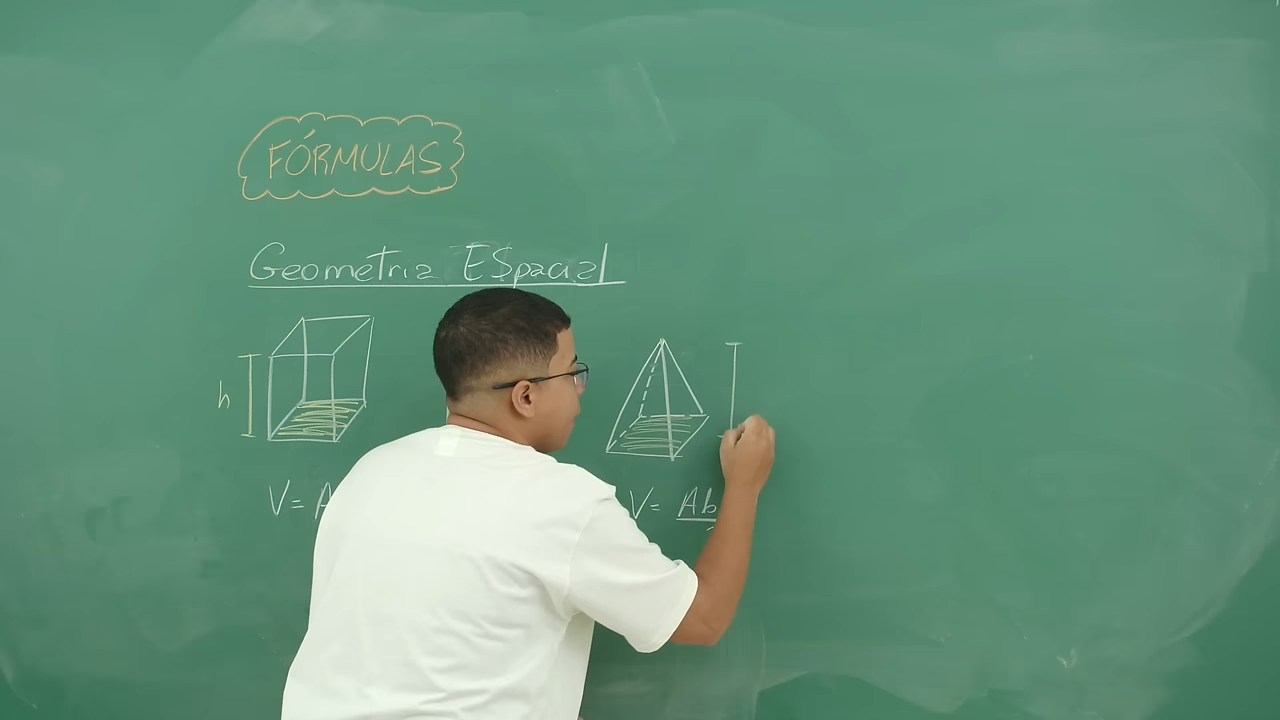 FÓRMULAS
Geometria Espacial
h
V = A
V = Ab